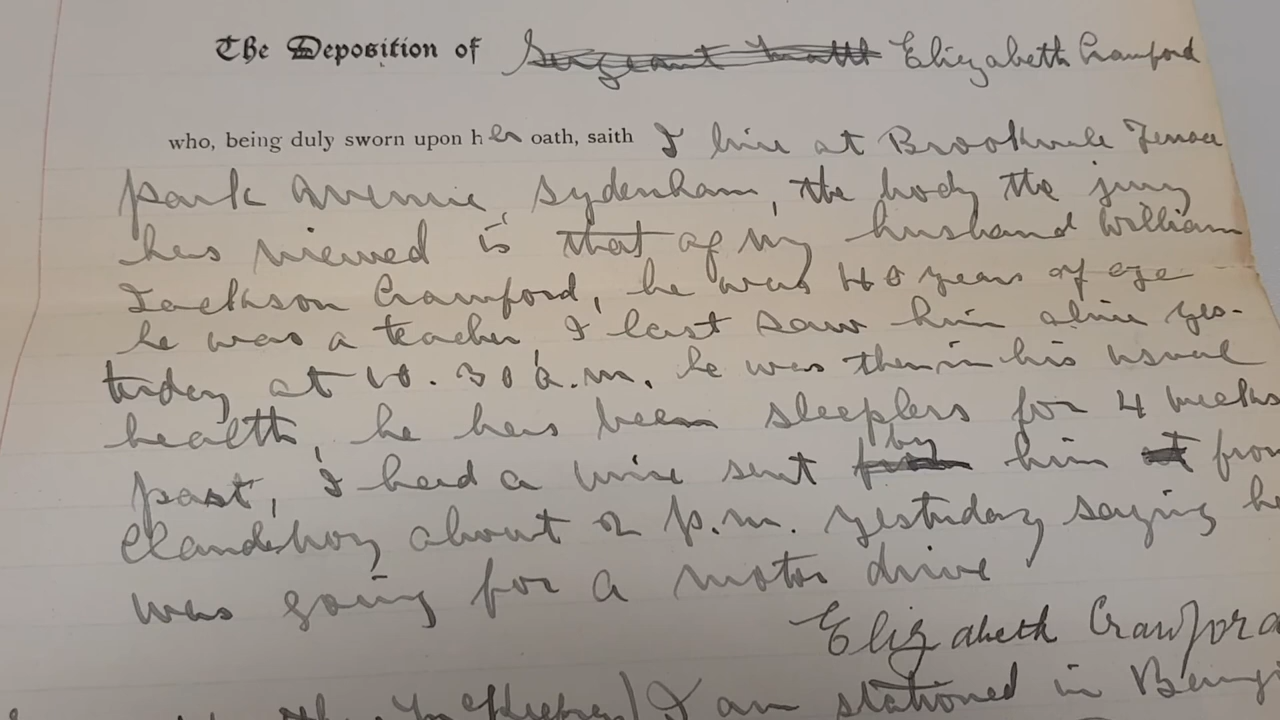 The Deposition of Sergeant Matt Elizabeth Crawford
who, being duly sworn upon her oath, saith I live at Brookvale Terrace
park Avenue, Sydenham, the body the jury
has viewed is that of my husband William
Jackson Crawford, he was 40 years of age
he was a teacher, I last saw him alive yes-
terday at 10.30 a.m. he was then in his usual
health, he has been sleepless for 4 weeks
past, I had a wire sent by him from
Clandeboy about 2 p.m. yesterday saying he
was going for a motor drive
Elizabeth Crawford
I am stationed in